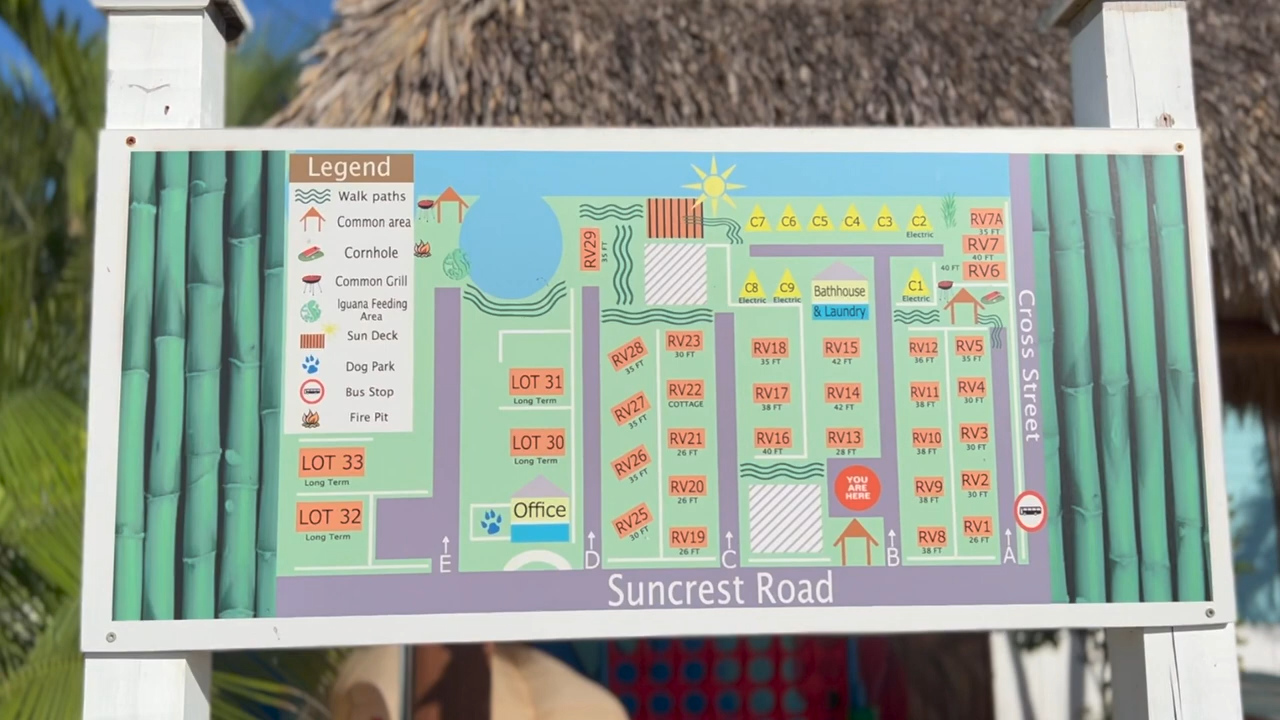 Legend
Walk paths
Common area
Cornhole
Common Grill
Iguana Feeding
Area
Sun Deck
Dog Park
Bus Stop
Fire Pit
LOT 33
Long Term
LOT 32
Long Term
E
LOT 31
Long Term
LOT 30
Long Term
Office
D
RV29
35 FT
RV28
35 FT
RV27
35 FT
RV26
35 FT
RV25
30 FT
RV23
30 FT
RV22
COTTAGE
RV21
26 FT
RV20
26 FT
RV19
26 FT
C
C7
C6
C5
C4
C3
C2
Electric
C8
Electric
C9
Electric
Bathhouse
& Laundry
C1
Electric
RV18
35 FT
RV17
38 FT
RV16
40 FT
RV15
42 FT
RV14
42 FT
RV13
28 FT
YOU
ARE
HERE
B
RV7A
35 FT
RV7
40 FT
RV6
40 FT
RV12
36 FT
RV11
38 FT
RV10
38 FT
RV9
38 FT
RV8
38 FT
RV5
35 FT
RV4
30 FT
RV3
30 FT
RV2
30 FT
RV1
26 FT
A
Cross Street
Suncrest Road